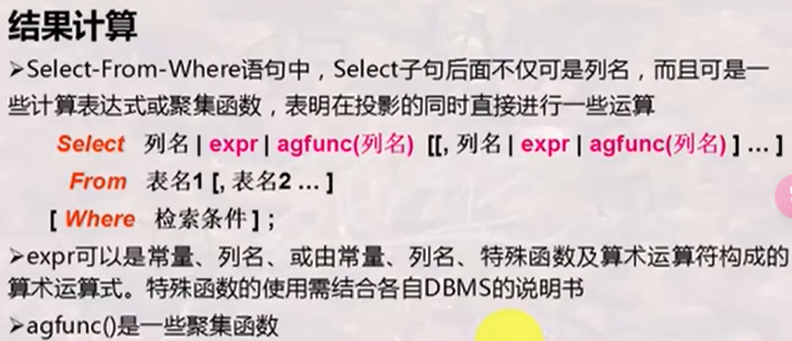 结果计算
➢Select-From-Where语句中，Select子句后面不仅可是列名，而且可是一
些计算表达式或聚集函数，表明在投影的同时直接进行一些运算
Select 列名 | expr | agfunc(列名) [[, 列名 | expr | agfunc(列名) ] … ]
From 表名1 [, 表名2 … ]
[ Where 检索条件 ] ;
➢expr可以是常量、列名、或由常量、列名、特殊函数及算术运算符构成的
算术运算式。特殊函数的使用需结合各自DBMS的说明书
➢agfunc()是一些聚集函数